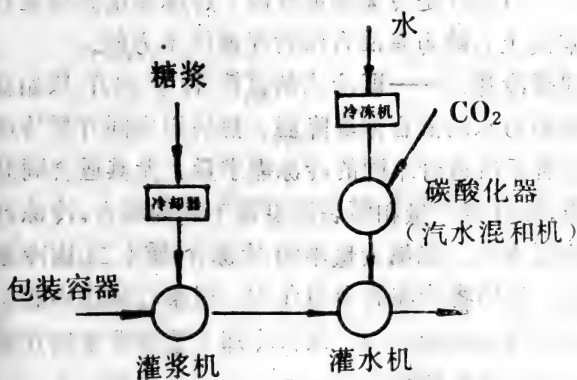 水
糖浆
冷冻机
CO₂
冷却器
碳酸化器
(汽水混和机)
包装容器
灌浆机
灌水机